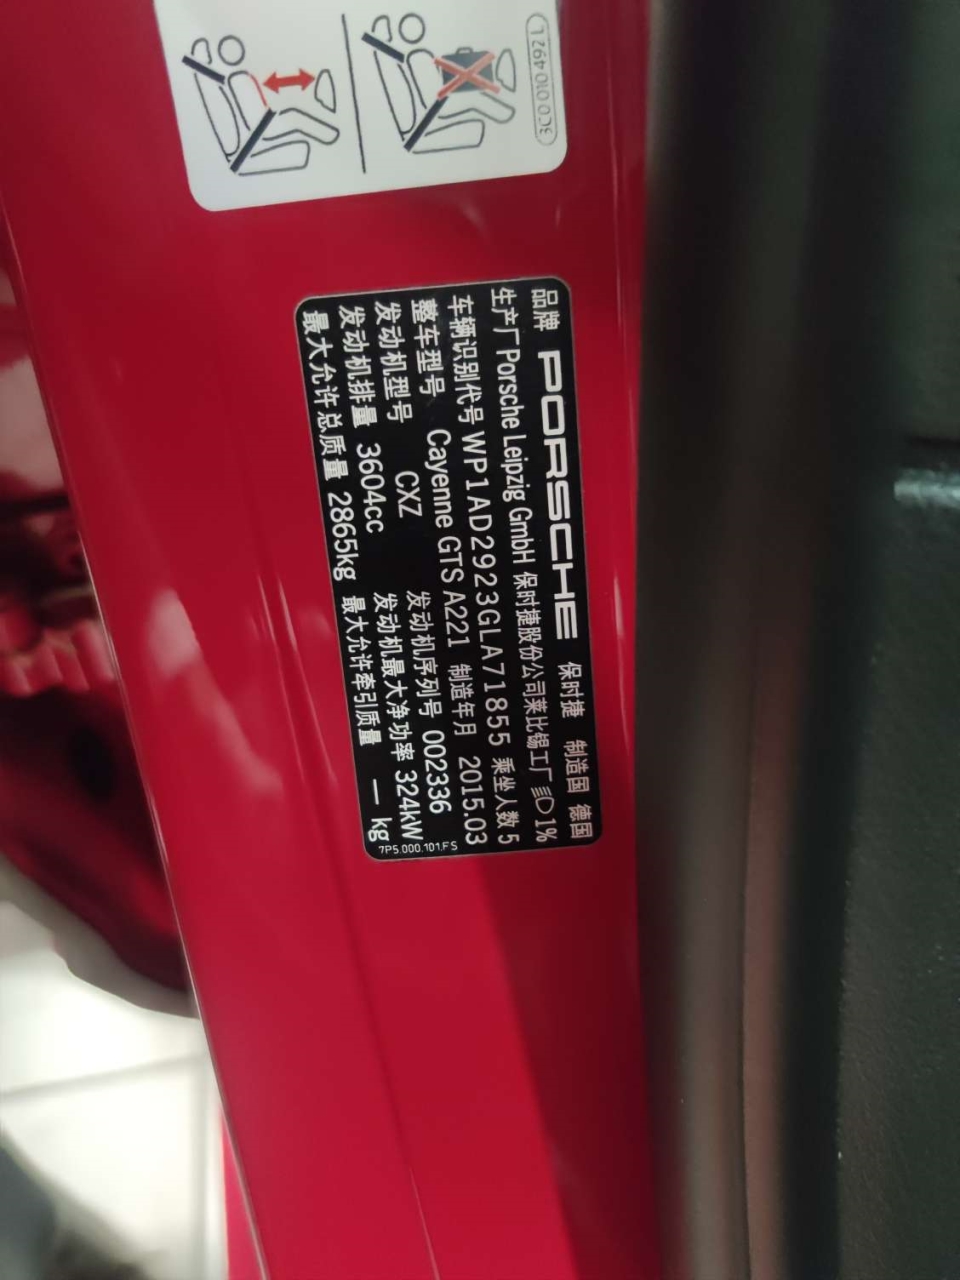 3C0 010 492 L
品牌 PORSCHE 保时捷 制造国 德国
生产厂 Porsche Leipzig GmbH 保时捷股份公司莱比锡工厂 1%
车辆识别代号 WP1AD2923GLA71855 乘坐人数 5
整车型号 Cayenne GTS A221 制造年月 2015.03
发动机型号 CXZ 发动机序列号 002336
发动机排量 3604cc 发动机最大净功率 324kW
最大允许总质量 2865kg 最大允许牵引质量 — kg
7P5.000.101.FS